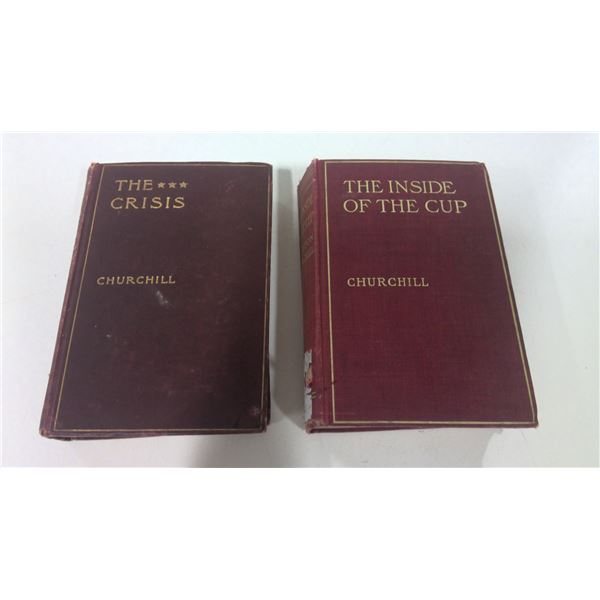 THE ★★★
CRISIS
CHURCHILL
THE INSIDE
OF THE CUP
CHURCHILL